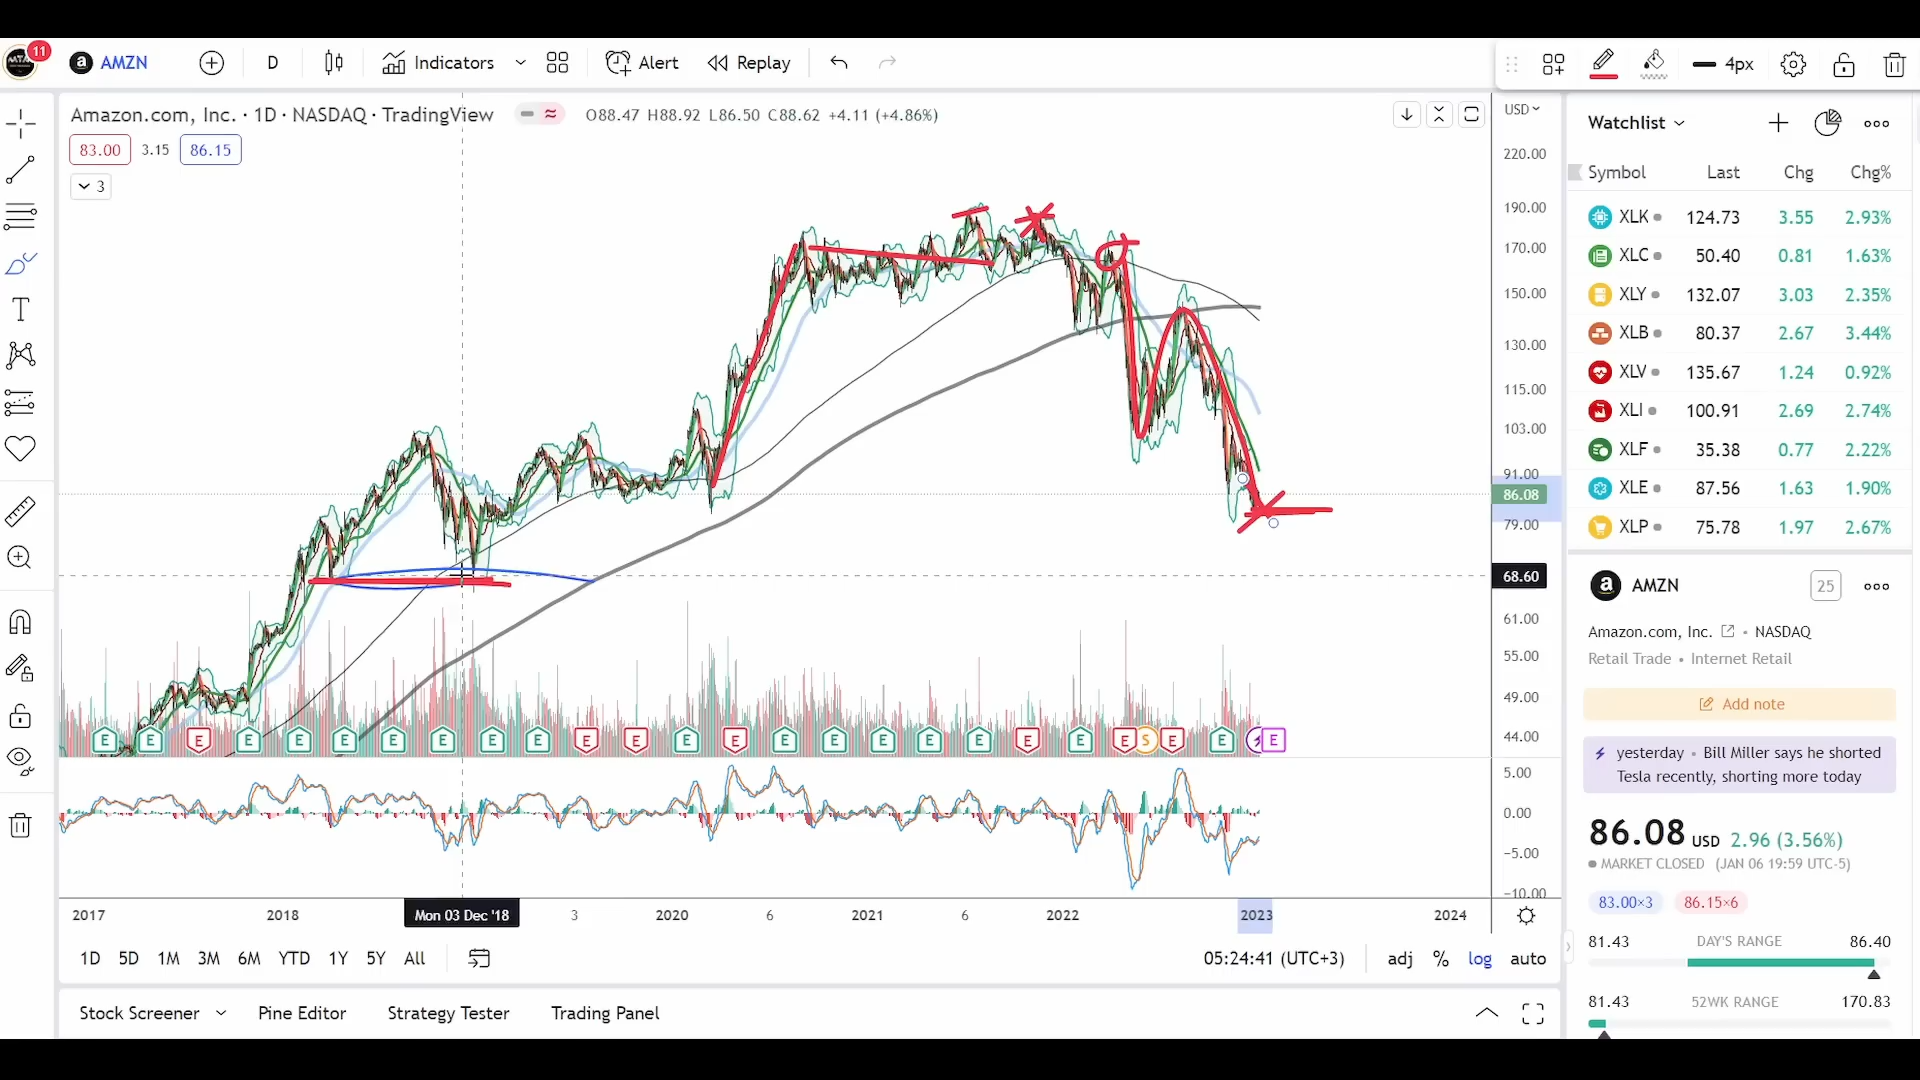 11
AMZN
D
Indicators
Alert
Replay
4px
Amazon.com, Inc. · 1D · NASDAQ · TradingView
O88.47 H88.92 L86.50 C88.62 +4.11 (+4.86%)
83.00 3.15 86.15
3
USD
220.00
190.00
170.00
150.00
130.00
115.00
103.00
91.00
86.08
79.00
68.60
61.00
55.00
49.00
44.00
E E E E E E E E E E E E E E E E E E E E E E S E E E
5.00
0.00
−5.00
−10.00
2017 2018 Mon 03 Dec '18 3 2020 6 2021 6 2022 2023 2024
1D 5D 1M 3M 6M YTD 1Y 5Y All
05:24:41 (UTC+3) adj % log auto
Stock Screener Pine Editor Strategy Tester Trading Panel
Watchlist
Symbol Last Chg Chg%
XLK 124.73 3.55 2.93%
XLC 50.40 0.81 1.63%
XLY 132.07 3.03 2.35%
XLB 80.37 2.67 3.44%
XLV 135.67 1.24 0.92%
XLI 100.91 2.69 2.74%
XLF 35.38 0.77 2.22%
XLE 87.56 1.63 1.90%
XLP 75.78 1.97 2.67%
AMZN 25
Amazon.com, Inc. • NASDAQ
Retail Trade • Internet Retail
Add note
yesterday • Bill Miller says he shorted
Tesla recently, shorting more today
86.08 USD 2.96 (3.56%)
MARKET CLOSED (JAN 06 19:59 UTC-5)
83.00×3 86.15×6
81.43 DAY'S RANGE 86.40
81.43 52WK RANGE 170.83